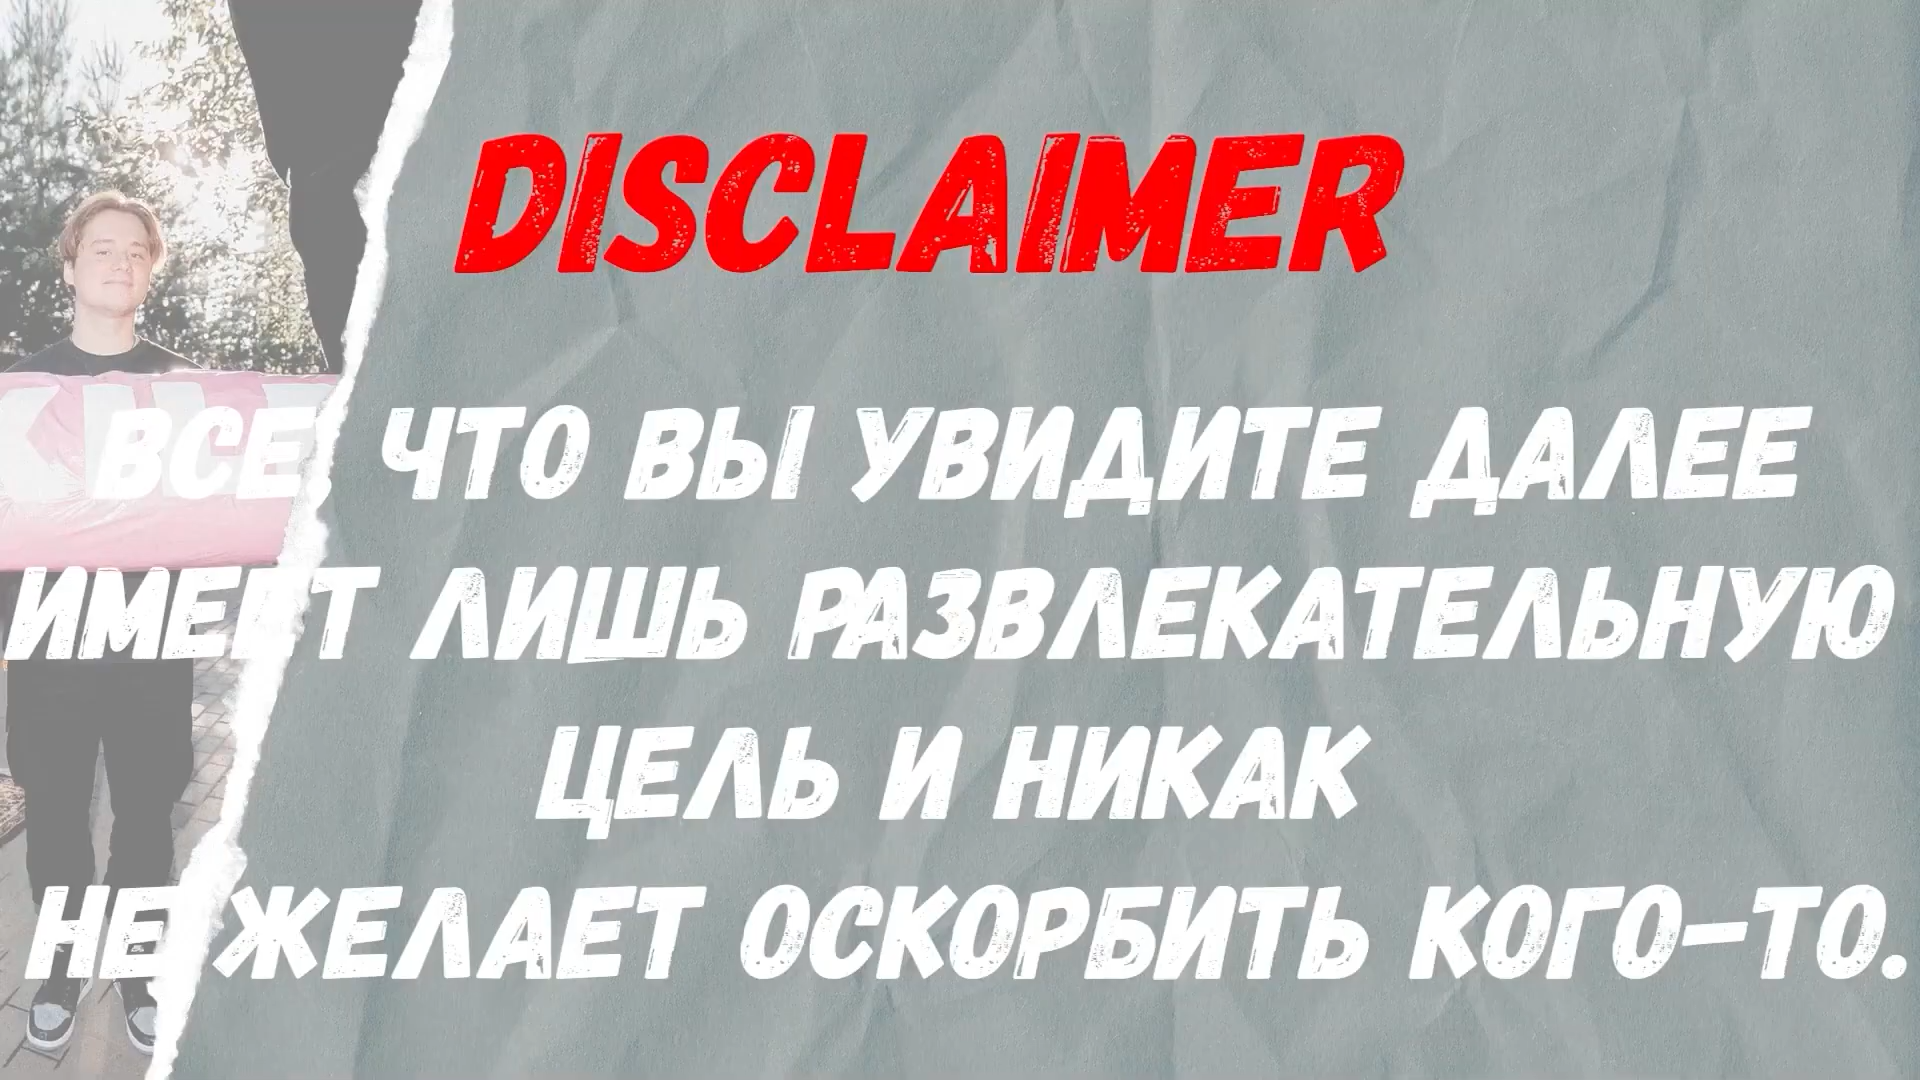 DISCLAIMER
ВСЕ, ЧТО ВЫ УВИДИТЕ ДАЛЕЕ
ИМЕЕТ ЛИШЬ РАЗВЛЕКАТЕЛЬНУЮ
ЦЕЛЬ И НИКАК
НЕ ЖЕЛАЕТ ОСКОРБИТЬ КОГО-ТО.